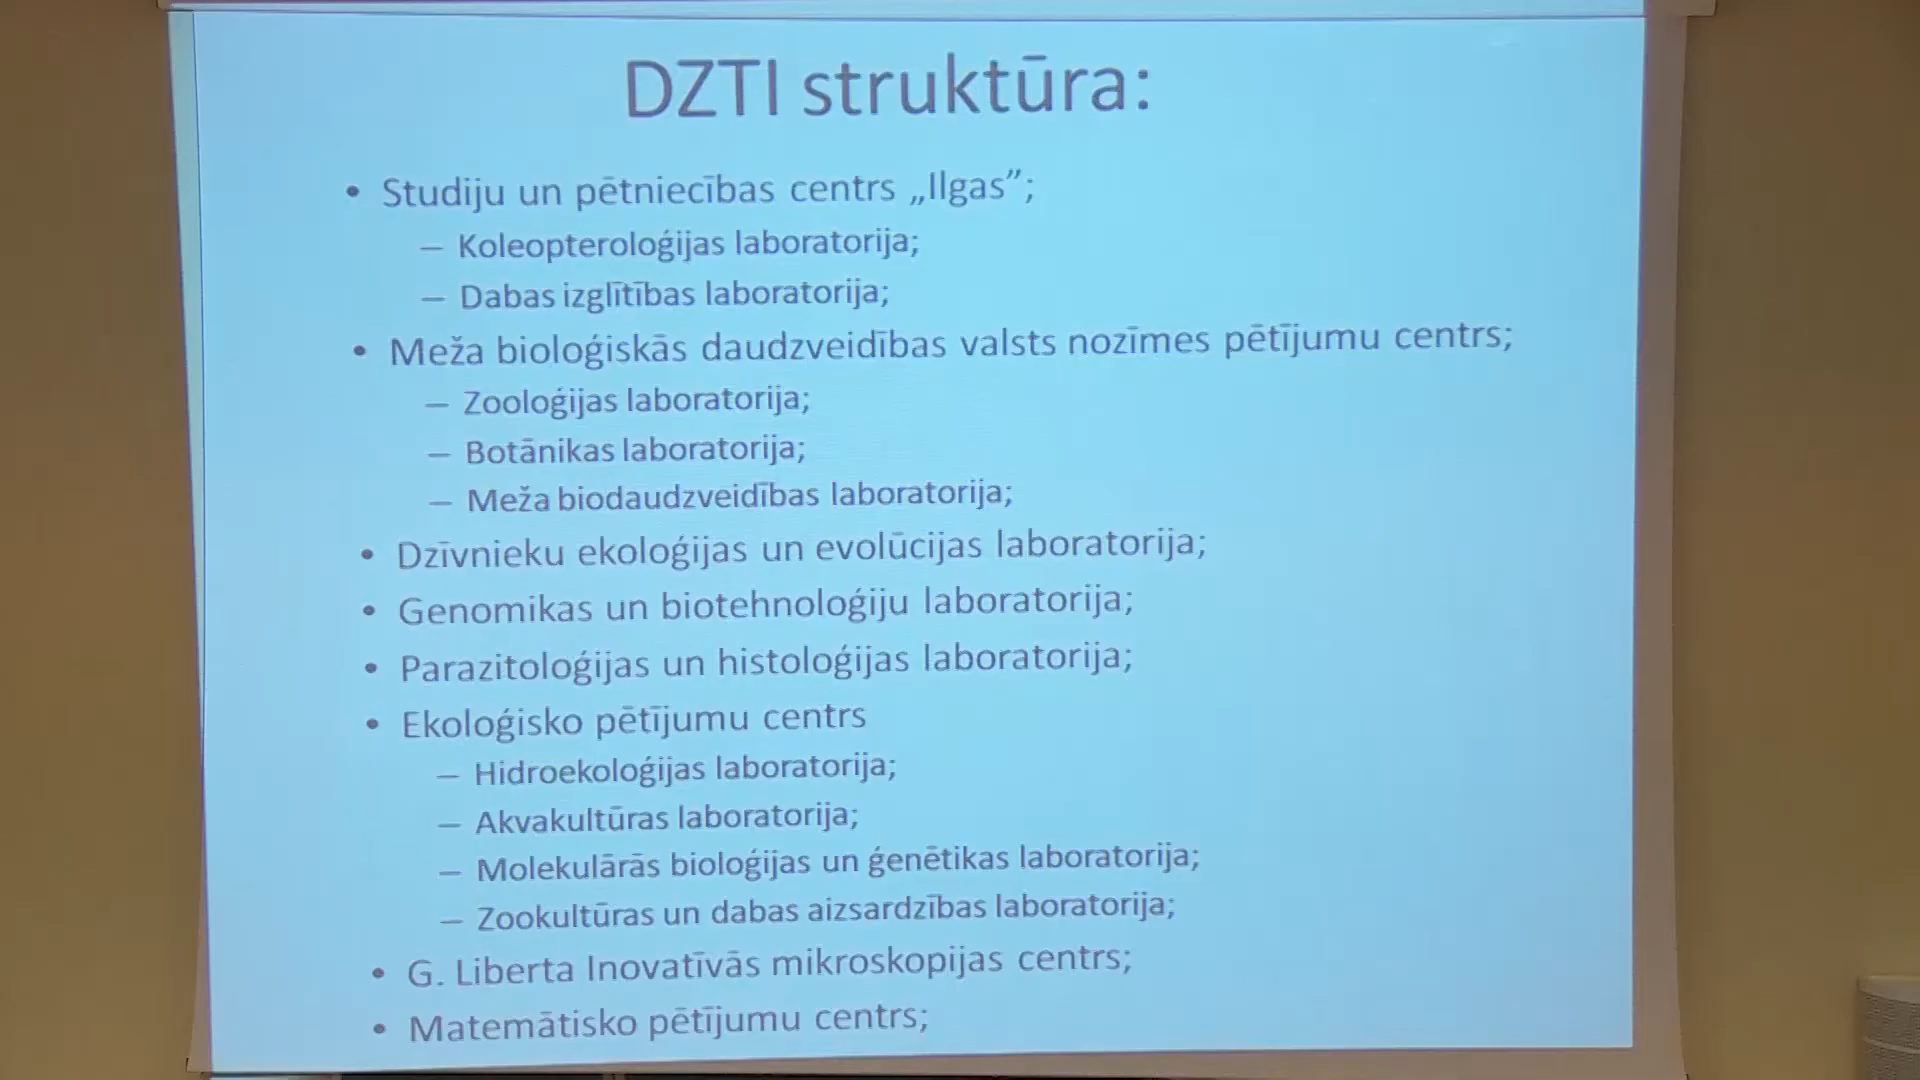 DZTI struktūra:
• Studiju un pētniecības centrs „Ilgas”;
– Koleopteroloģijas laboratorija;
– Dabas izglītības laboratorija;
• Meža bioloģiskās daudzveidības valsts nozīmes pētījumu centrs;
– Zooloģijas laboratorija;
– Botānikas laboratorija;
– Meža biodaudzveidības laboratorija;
• Dzīvnieku ekoloģijas un evolūcijas laboratorija;
• Genomikas un biotehnoloģiju laboratorija;
• Parazitoloģijas un histoloģijas laboratorija;
• Ekoloģisko pētījumu centrs
– Hidroekoloģijas laboratorija;
– Akvakultūras laboratorija;
– Molekulārās bioloģijas un ģenētikas laboratorija;
– Zookultūras un dabas aizsardzības laboratorija;
• G. Liberta Inovatīvās mikroskopijas centrs;
• Matemātisko pētījumu centrs;